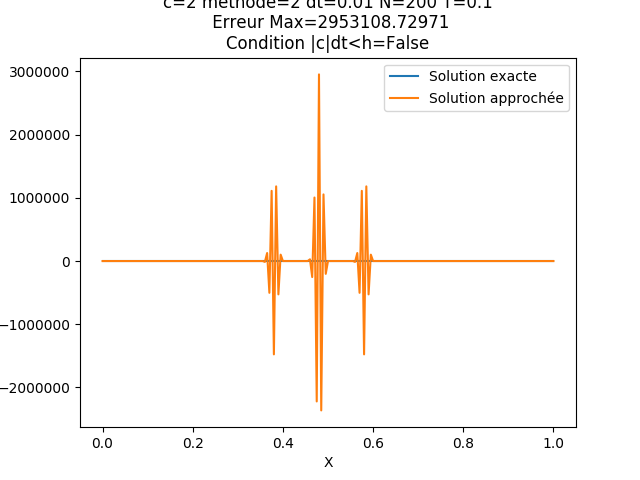 c=2 methode=2 dt=0.01 N=200 T=0.1
Erreur Max=2953108.72971
Condition |c|dt<h=False
Solution exacte
Solution approchée
3000000
2000000
1000000
0
−1000000
−2000000
0.0 0.2 0.4 0.6 0.8 1.0
X